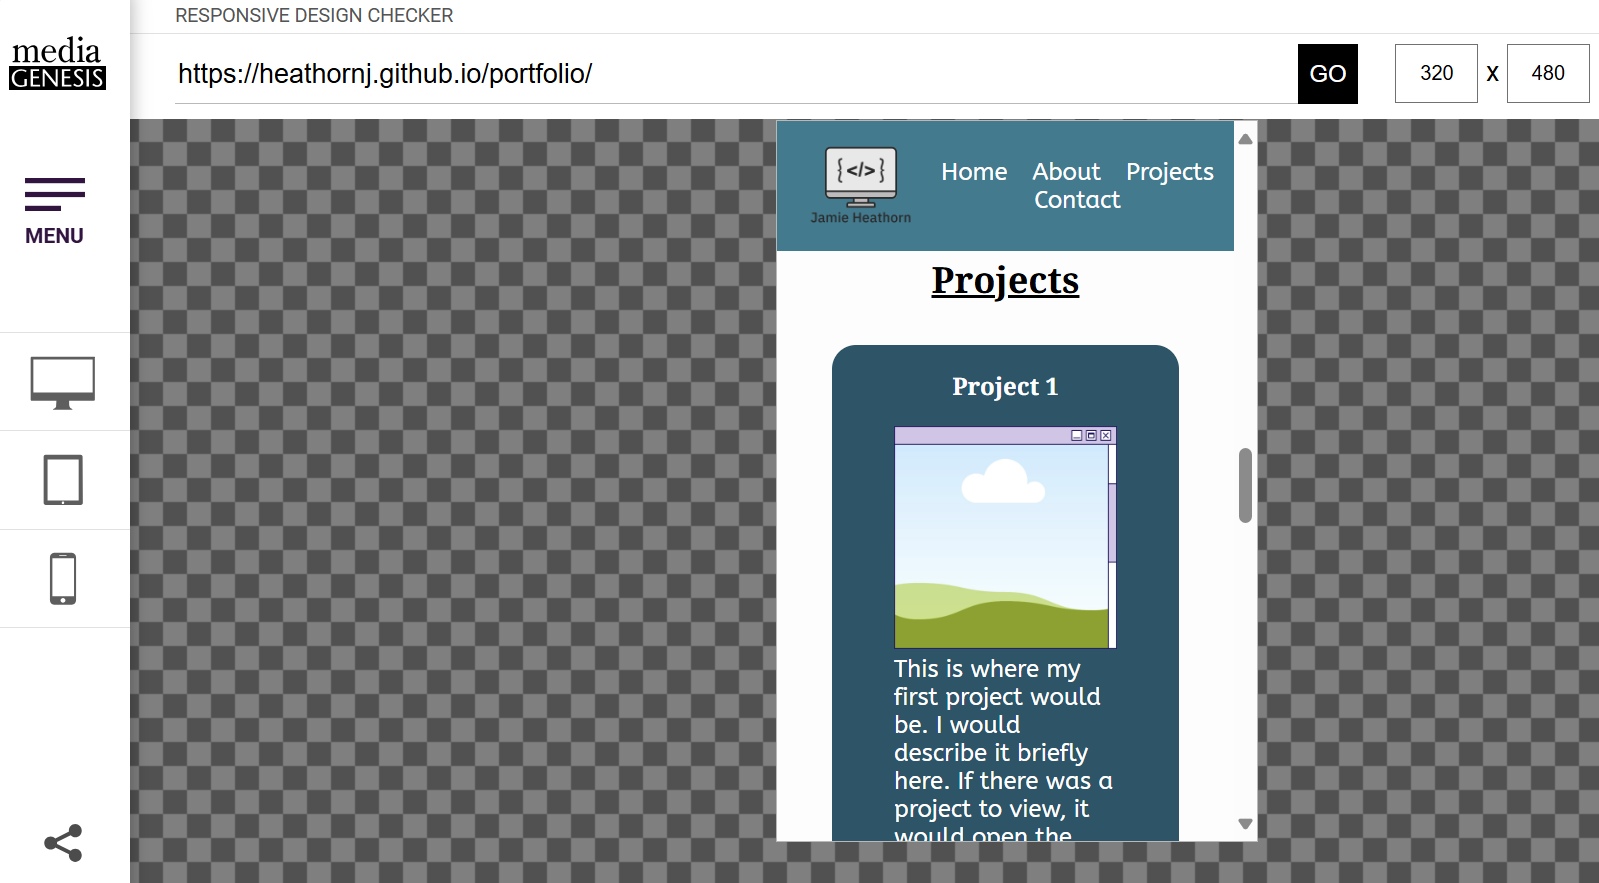 RESPONSIVE DESIGN CHECKER
media
GENESIS
https://heathornj.github.io/portfolio/
GO
320 x 480
MENU
{</>}
Jamie Heathorn
Home About Projects
Contact
Projects
Project 1
This is where my
first project would
be. I would
describe it briefly
here. If there was a
project to view, it
would open the